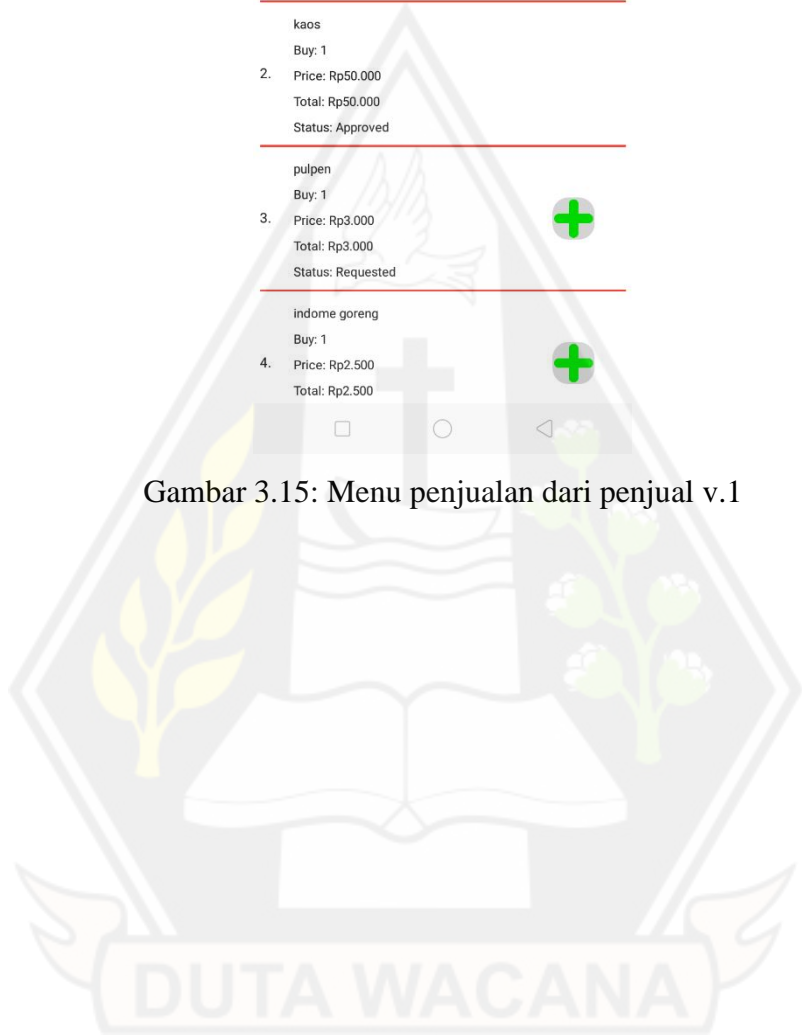 kaos
Buy: 1
2. Price: Rp50.000
Total: Rp50.000
Status: Approved
pulpen
Buy: 1
3. Price: Rp3.000
Total: Rp3.000
Status: Requested
indome goreng
Buy: 1
4. Price: Rp2.500
Total: Rp2.500
Gambar 3.15: Menu penjualan dari penjual v.1
DUTA WACANA